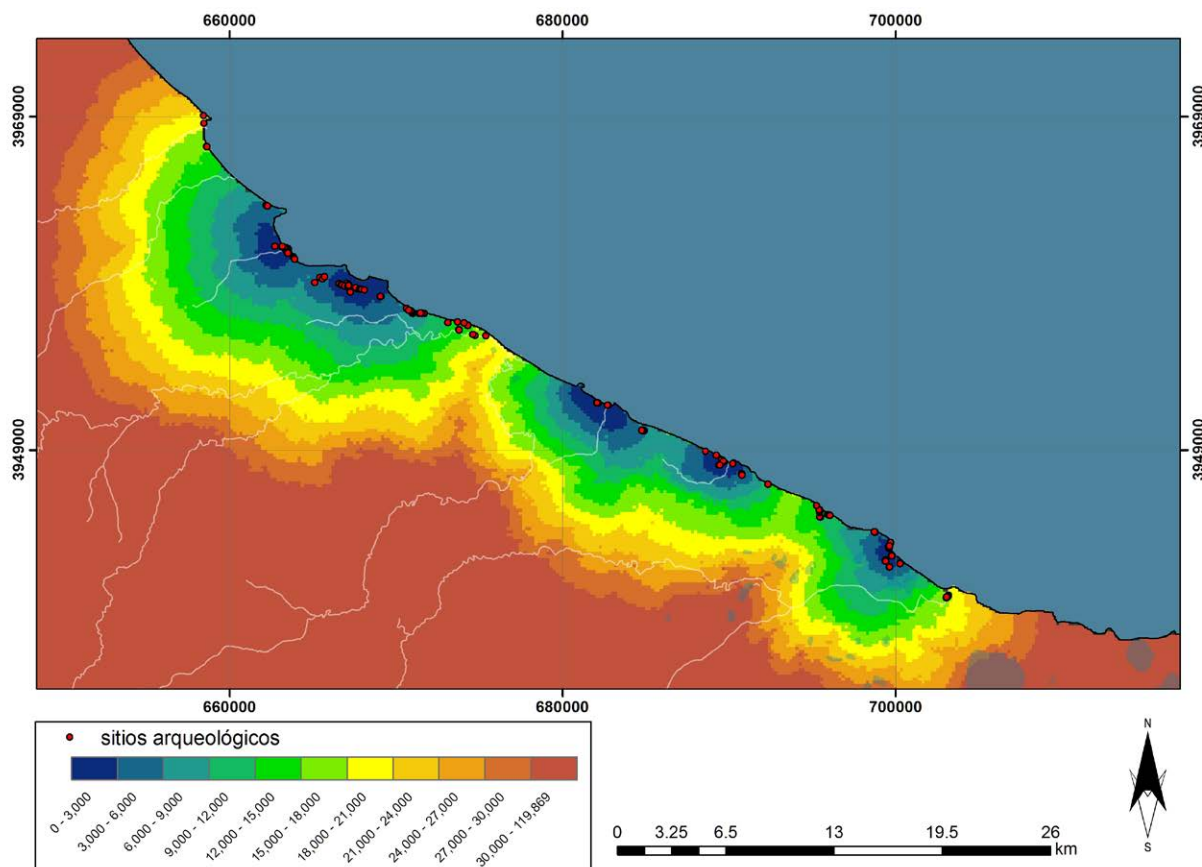 660000 680000 700000
3969000 3969000
3949000 3949000
660000 680000 700000
sitios arqueológicos
0 - 3,000
3,000 - 6,000
6,000 - 9,000
9,000 - 12,000
12,000 - 15,000
15,000 - 18,000
18,000 - 21,000
21,000 - 24,000
24,000 - 27,000
27,000 - 30,000
30,000 - 119,869
N
S
0 3.25 6.5 13 19.5 26
km